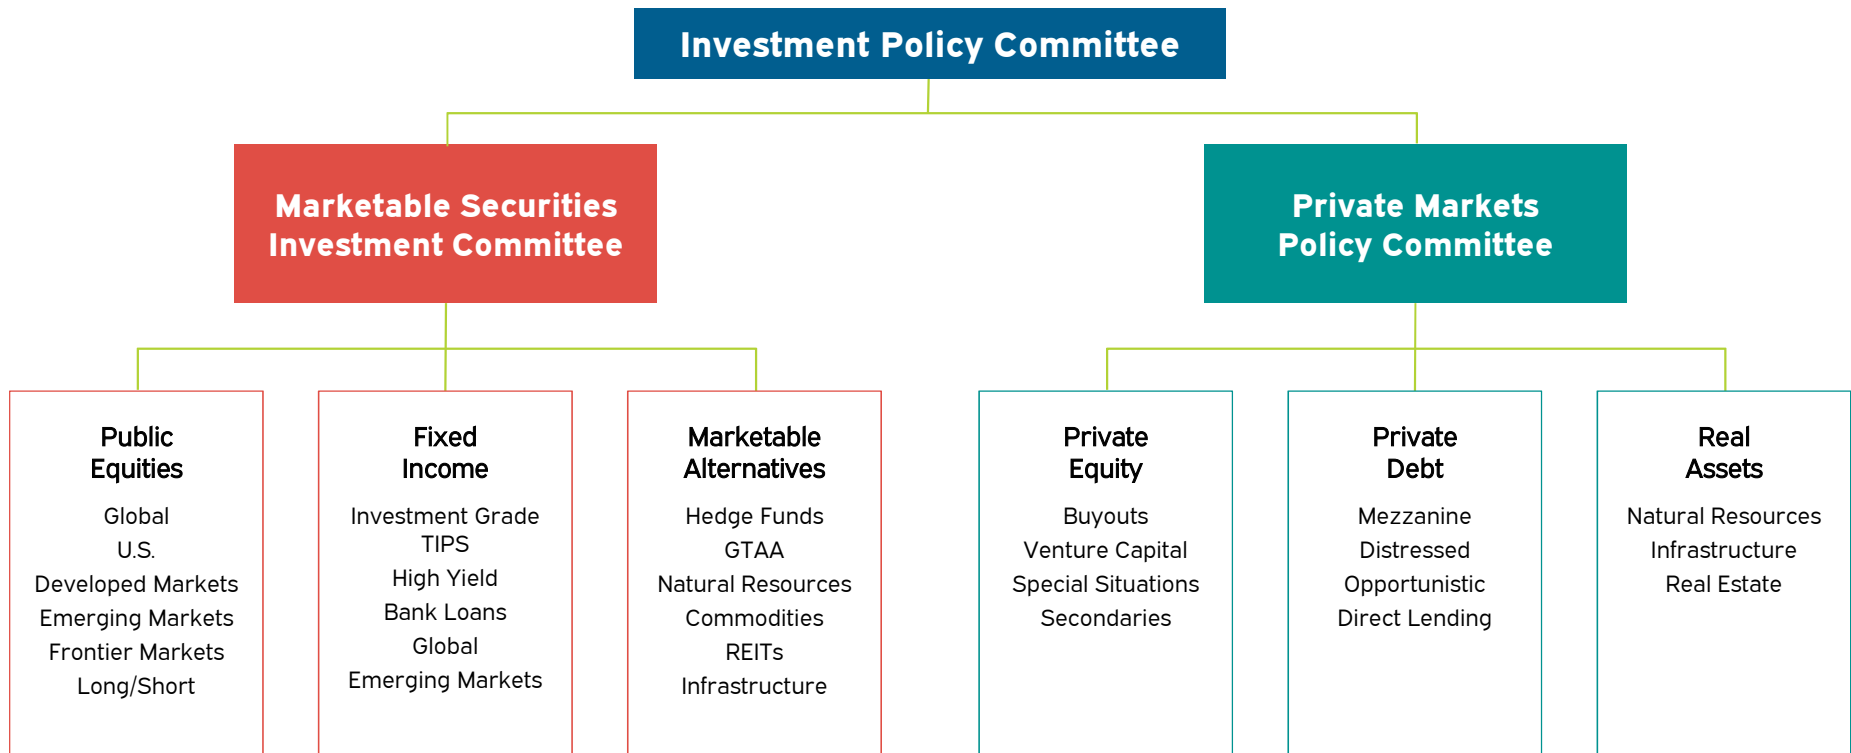 Investment Policy Committee
Marketable Securities
Investment Committee
Private Markets
Policy Committee
Public
Equities
Global
U.S.
Developed Markets
Emerging Markets
Frontier Markets
Long/Short
Fixed
Income
Investment Grade
TIPS
High Yield
Bank Loans
Global
Emerging Markets
Marketable
Alternatives
Hedge Funds
GTAA
Natural Resources
Commodities
REITs
Infrastructure
Private
Equity
Buyouts
Venture Capital
Special Situations
Secondaries
Private
Debt
Mezzanine
Distressed
Opportunistic
Direct Lending
Real
Assets
Natural Resources
Infrastructure
Real Estate